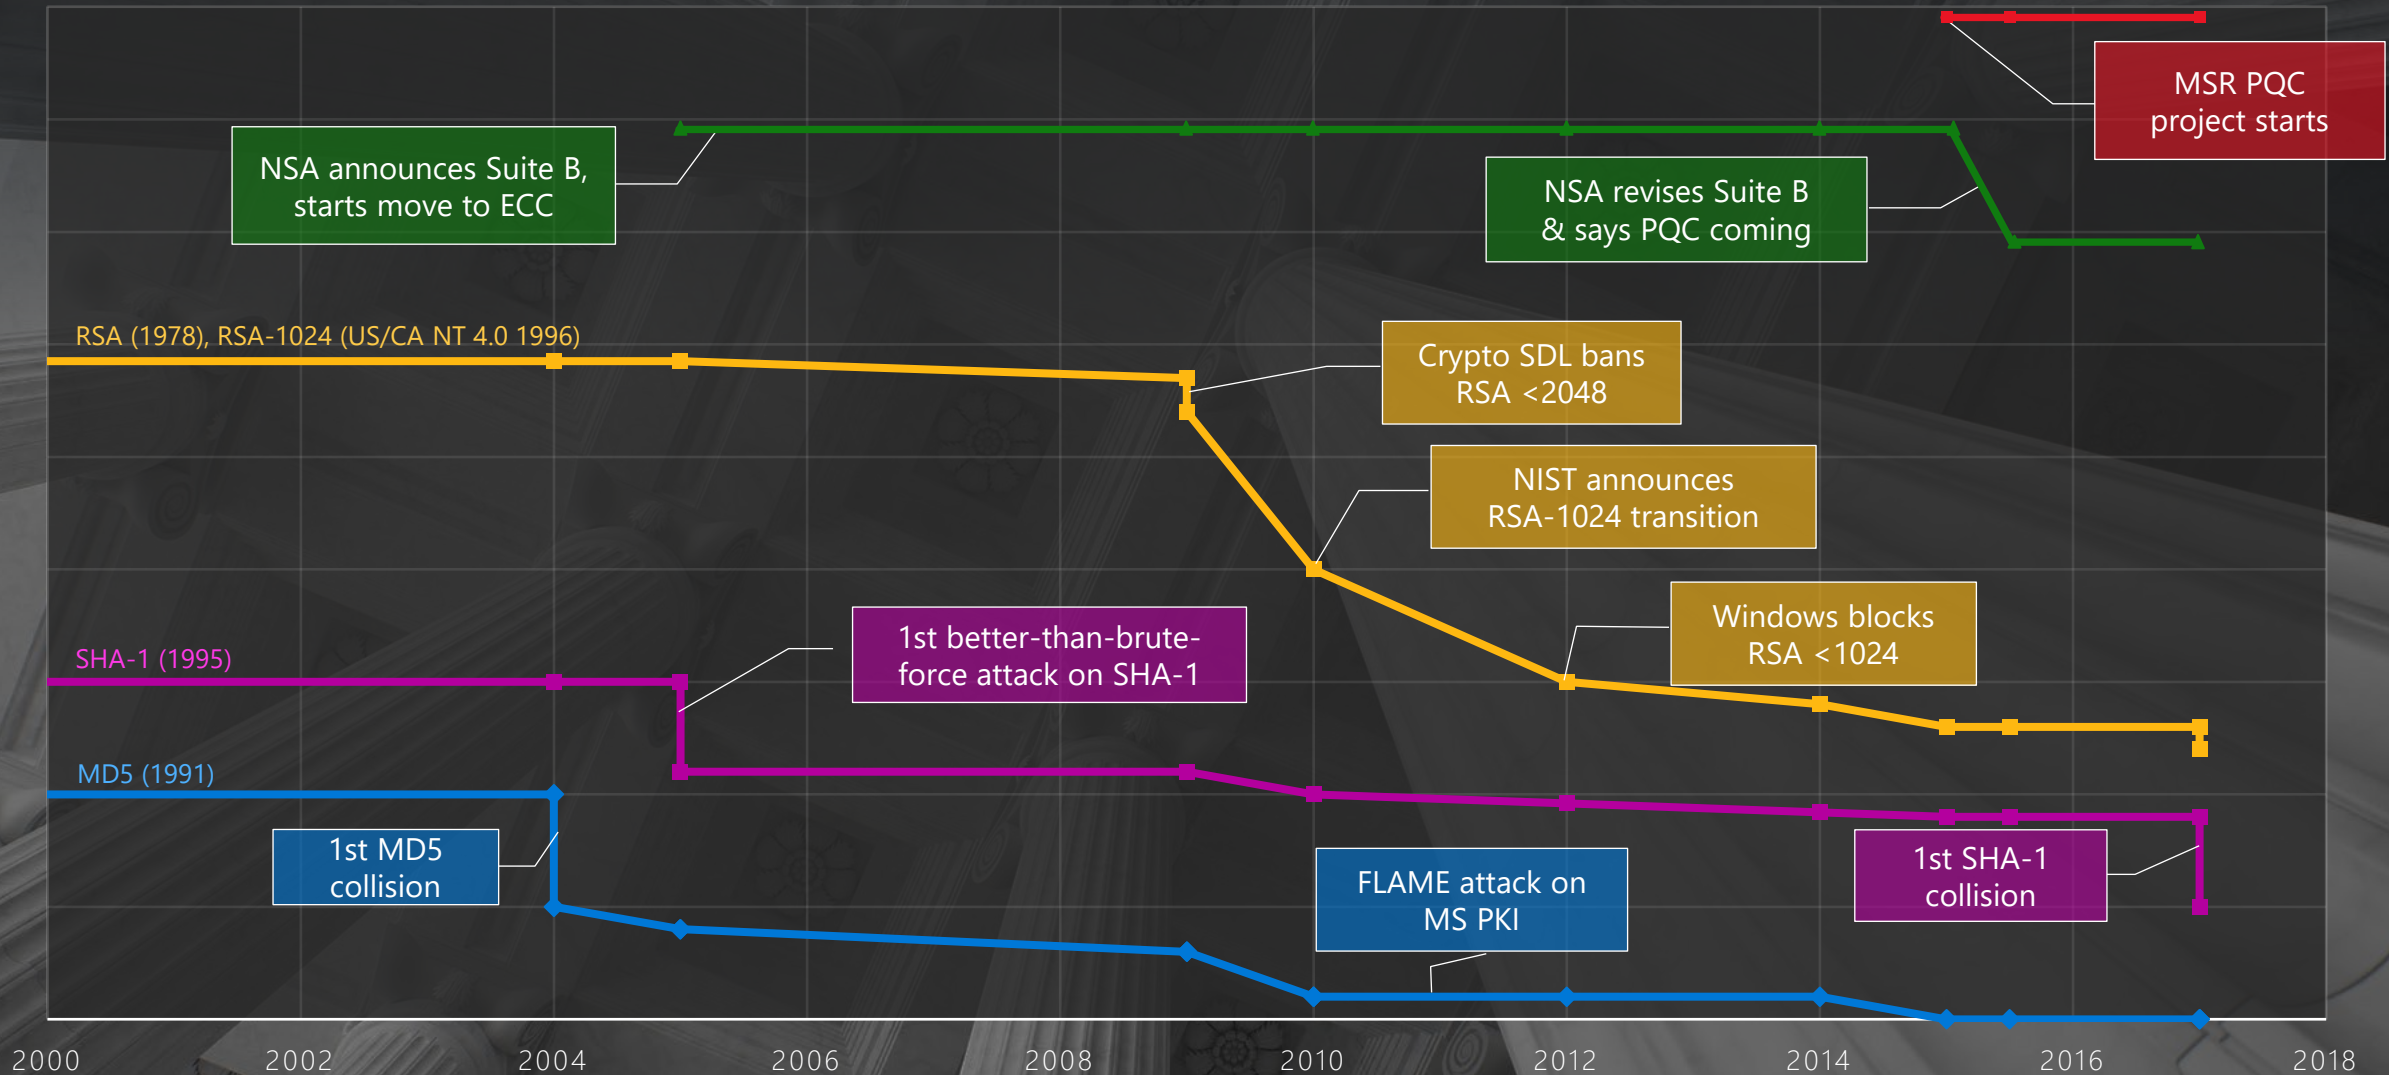 MSR PQC
project starts
NSA announces Suite B,
starts move to ECC
NSA revises Suite B
& says PQC coming
RSA (1978), RSA-1024 (US/CA NT 4.0 1996)
Crypto SDL bans
RSA <2048
NIST announces
RSA-1024 transition
Windows blocks
RSA <1024
1st better-than-brute-
force attack on SHA-1
SHA-1 (1995)
MD5 (1991)
1st MD5
collision
FLAME attack on
MS PKI
1st SHA-1
collision
2000 2002 2004 2006 2008 2010 2012 2014 2016 2018